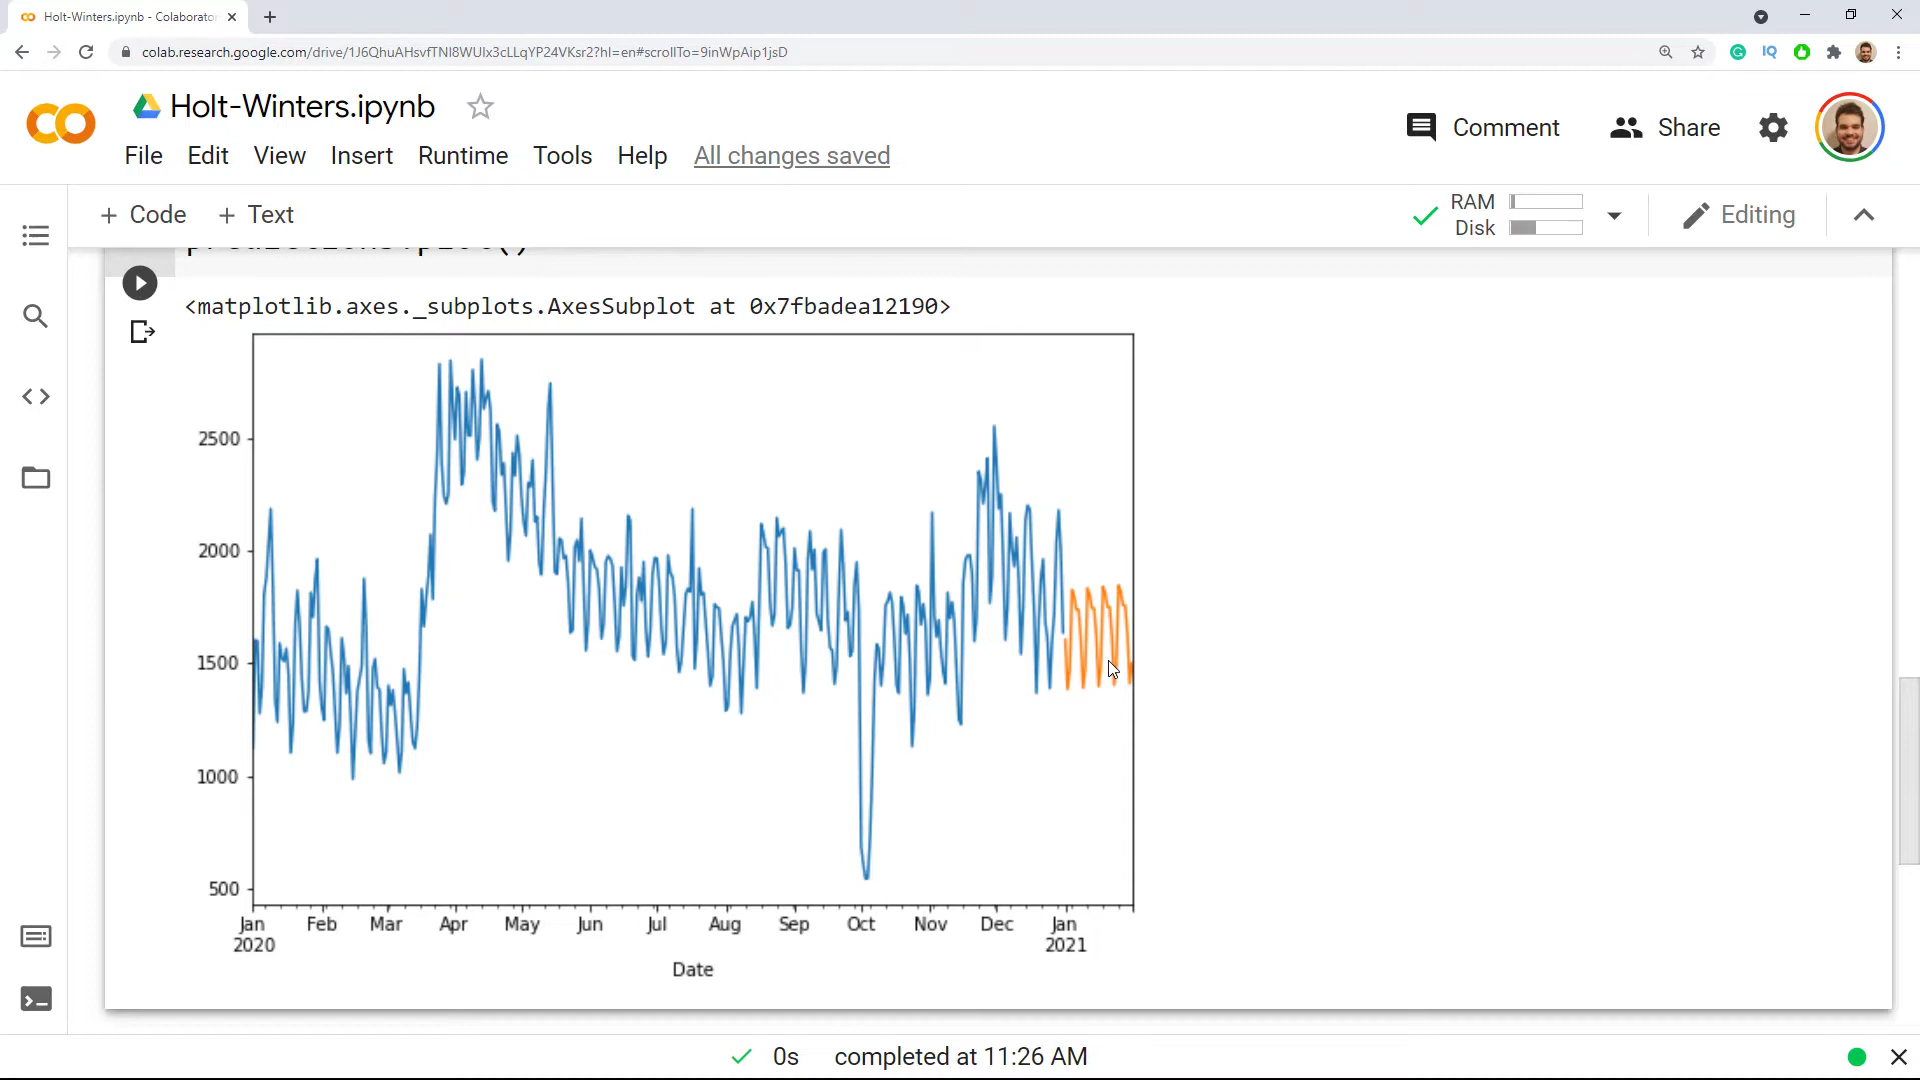 Holt-Winters.ipynb - Colaborator
colab.research.google.com/drive/1J6QhuAHsvfTNI8WUIx3cLLqYP24VKsr2?hl=en#scrollTo=9inWpAip1jsD
IQ
Holt-Winters.ipynb
Comment
Share
File Edit View Insert Runtime Tools Help All changes saved
+ Code + Text
RAM
Disk
Editing
<matplotlib.axes._subplots.AxesSubplot at 0x7fbadea12190>
2500
2000
1500
1000
500
Jan Feb Mar Apr May Jun Jul Aug Sep Oct Nov Dec Jan
2020 2021
Date
0s completed at 11:26 AM